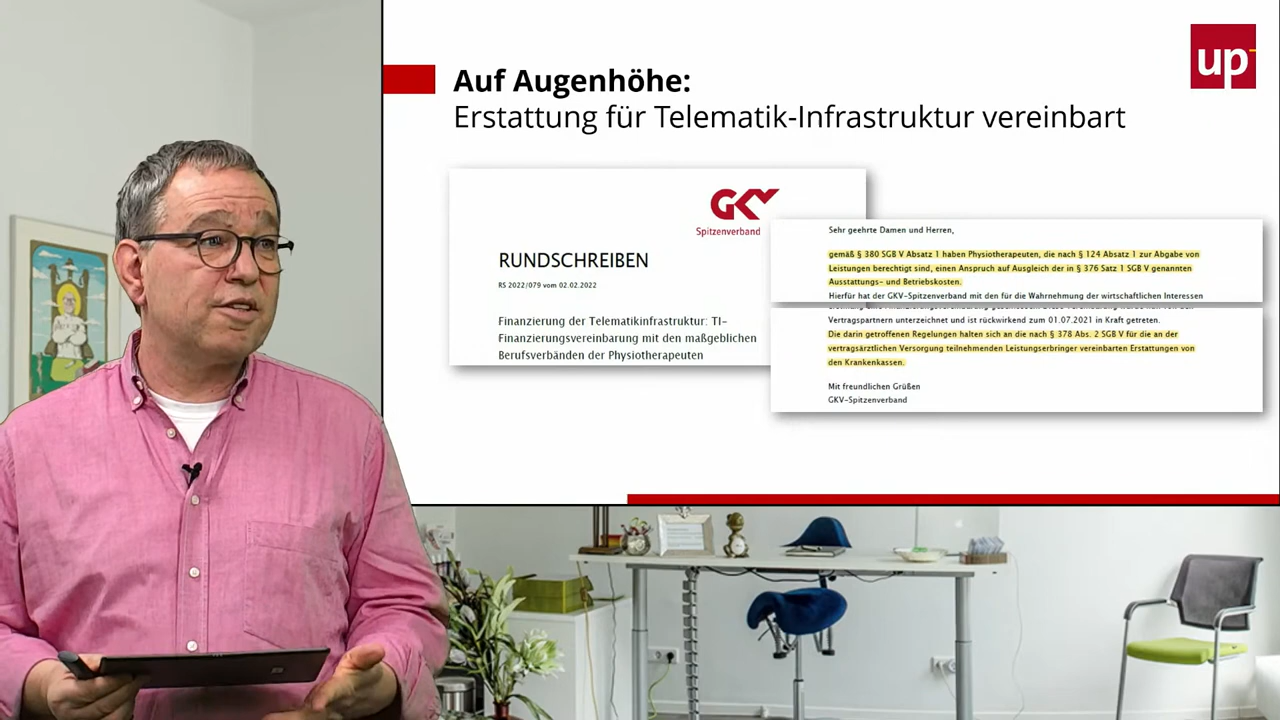 up
Auf Augenhöhe:
Erstattung für Telematik-Infrastruktur vereinbart
GKV
Spitzenverband
RUNDSCHREIBEN
RS 2022/079 vom 02.02.2022
Finanzierung der Telematikinfrastruktur: TI-
Finanzierungsvereinbarung mit den maßgeblichen
Berufsverbänden der Physiotherapeuten
Sehr geehrte Damen und Herren,
gemäß § 380 SGB V Absatz 1 haben Physiotherapeuten, die nach § 124 Absatz 1 zur Abgabe von
Leistungen berechtigt sind, einen Anspruch auf Ausgleich der in § 376 Satz 1 SGB V genannten
Ausstattungs- und Betriebskosten.
Hierfür hat der GKV-Spitzenverband mit den für die Wahrnehmung der wirtschaftlichen Interessen
Vertragspartnern unterzeichnet und ist rückwirkend zum 01.07.2021 in Kraft getreten.
Die darin getroffenen Regelungen halten sich an die nach § 378 Abs. 2 SGB V für die an der
vertragsärztlichen Versorgung teilnehmenden Leistungserbringer vereinbarten Erstattungen von
den Krankenkassen.
Mit freundlichen Grüßen
GKV-Spitzenverband